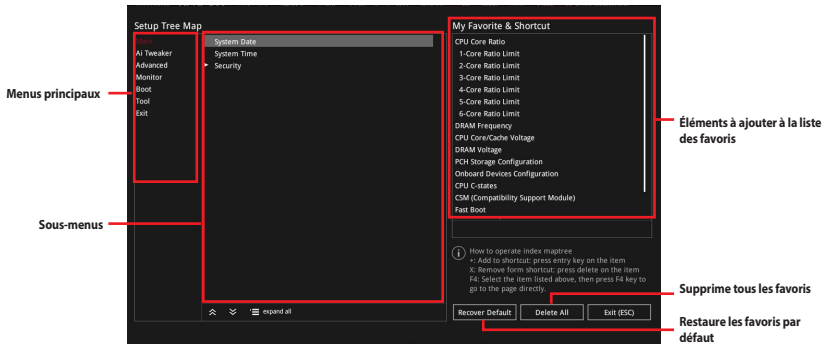 Setup Tree Map
My Favorite & Shortcut
Main
Ai Tweaker
Advanced
Monitor
Boot
Tool
Exit
System Date
System Time
Security
CPU Core Ratio
1-Core Ratio Limit
2-Core Ratio Limit
3-Core Ratio Limit
4-Core Ratio Limit
5-Core Ratio Limit
6-Core Ratio Limit
DRAM Frequency
CPU Core/Cache Voltage
DRAM Voltage
PCH Storage Configuration
Onboard Devices Configuration
CPU C-states
CSM (Compatibility Support Module)
Fast Boot
Menus principaux
Sous-menus
Éléments à ajouter à la liste
des favoris
How to operate index maptree
+: Add to shortcut: press entry key on the item
X: Remove form shortcut: press delete on the item
F4: Select the item listed above, then press F4 key to
go to the page directly.
expand all
Recover Default
Delete All
Exit (ESC)
Supprime tous les favoris
Restaure les favoris par
défaut